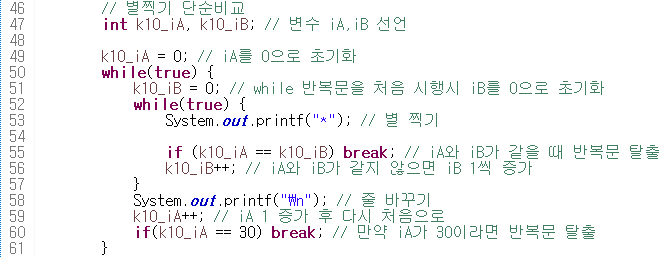 46 // 별찍기 단순비교
47 int k10_iA, k10_iB; // 변수 iA,iB 선언
48
49 k10_iA = 0; // iA를 0으로 초기화
50 while(true) {
51 k10_iB = 0; // while 반복문을 처음 시행시 iB를 0으로 초기화
52 while(true) {
53 System.out.printf("*"); // 별 찍기
54
55 if (k10_iA == k10_iB) break; // iA와 iB가 같을 때 반복문 탈출
56 k10_iB++; // iA와 iB가 같지 않으면 iB 1씩 증가
57 }
58 System.out.printf("₩n"); // 줄 바꾸기
59 k10_iA++; // iA 1 증가 후 다시 처음으로
60 if(k10_iA == 30) break; // 만약 iA가 30이라면 반복문 탈출
61 }